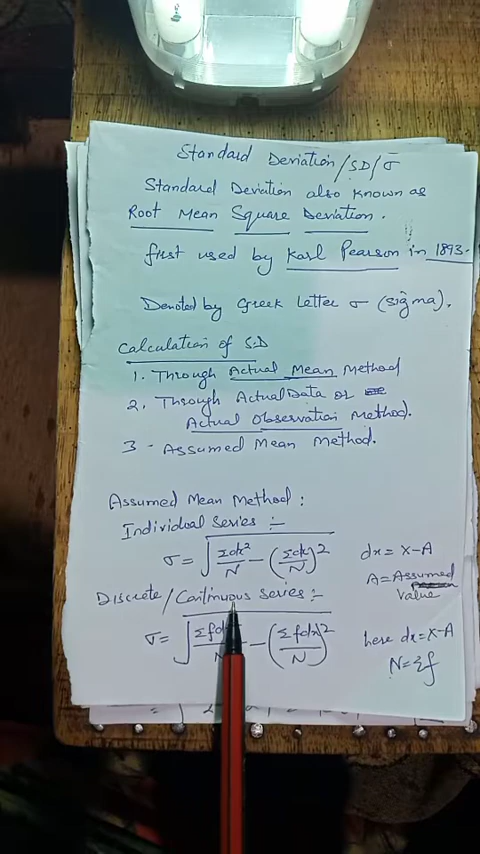 Standard Deviation/SD/σ
Standard Deviation also known as
Root Mean Square Deviation.
first used by Karl Pearson in 1893.
Denoted by Greek Letter σ (sigma).
Calculation of S.D
1. Through Actual Mean Method
2. Through Actual Data or
Actual Observation Method.
3 - Assumed Mean Method.
Assumed Mean Method:
Individual Series :-
σ = √Σdx²/N - (Σdx/N)² dx = X-A
A = Assumed
Value
Discrete / Continuous Series :-
σ = √Σfd /N - (Σfdx/N)² here dx = X-A
N = Σf